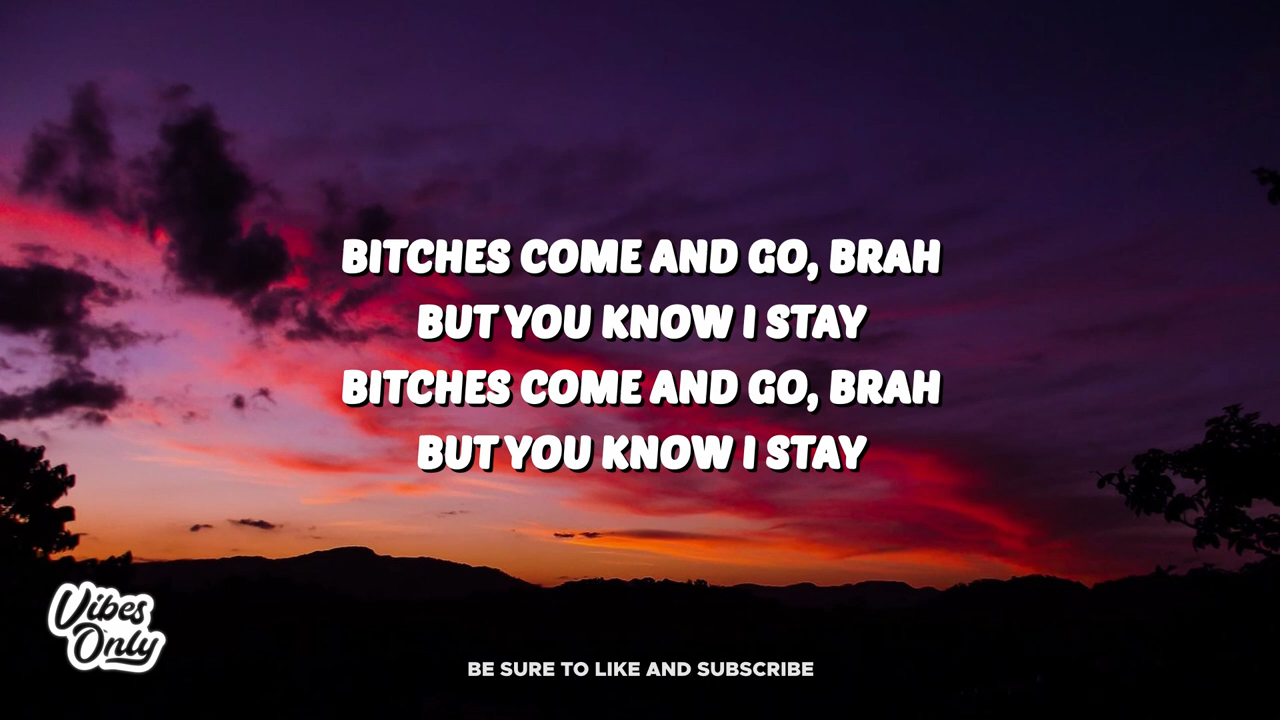 BITCHES COME AND GO, BRAH
BUT YOU KNOW I STAY
BITCHES COME AND GO, BRAH
BUT YOU KNOW I STAY
Vibes
Only
BE SURE TO LIKE AND SUBSCRIBE